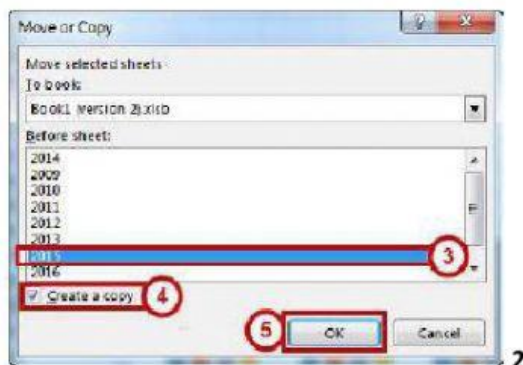 Move or Copy
Move selected sheets
To book:
Book1 (version 2).xlsb
Before sheet:
2014
2009
2010
2011
2012
2013
2015
3
2016
Create a copy
4
5
OK
Cancel
2